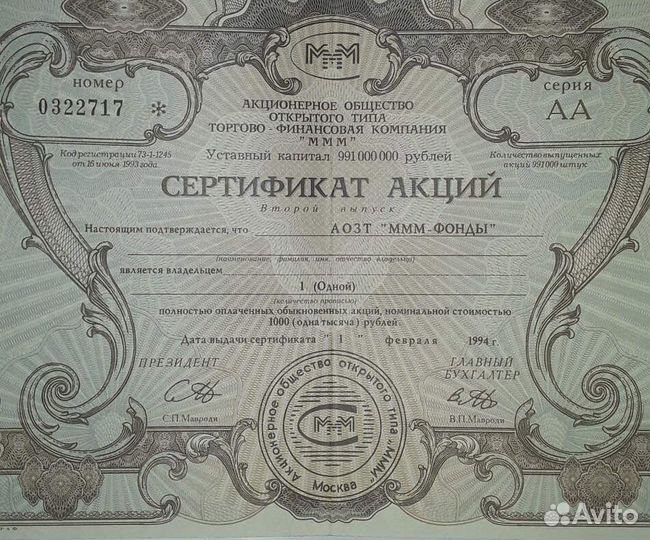 МММ
номер
0322717 *
серия
АА
АКЦИОНЕРНОЕ ОБЩЕСТВО
ОТКРЫТОГО ТИПА
ТОРГОВО-ФИНАНСОВАЯ КОМПАНИЯ
"МММ"
Уставный капитал 991 000 000 рублей
Код регистрации 73-1-1245
от 16 июня 1993 года.
Количество выпущенных
акций 991 000 штук
СЕРТИФИКАТ АКЦИЙ
Второй выпуск
Настоящим подтверждается, что АОЗТ "МММ-ФОНДЫ"
(наименование, фамилия, имя, отчество владельца)
является владельцем
1 (Одной)
(количество прописью)
полностью оплаченных обыкновенных акций, номинальной стоимостью
1000 (одна тысяча) рублей.
Дата выдачи сертификата "1" февраля 1994 г.
ПРЕЗИДЕНТ
ГЛАВНЫЙ
БУХГАЛТЕР
С.П.Мавроди
В.П.Мавроди
Акционерное общество открытого типа "МММ"
МММ
Москва
Avito